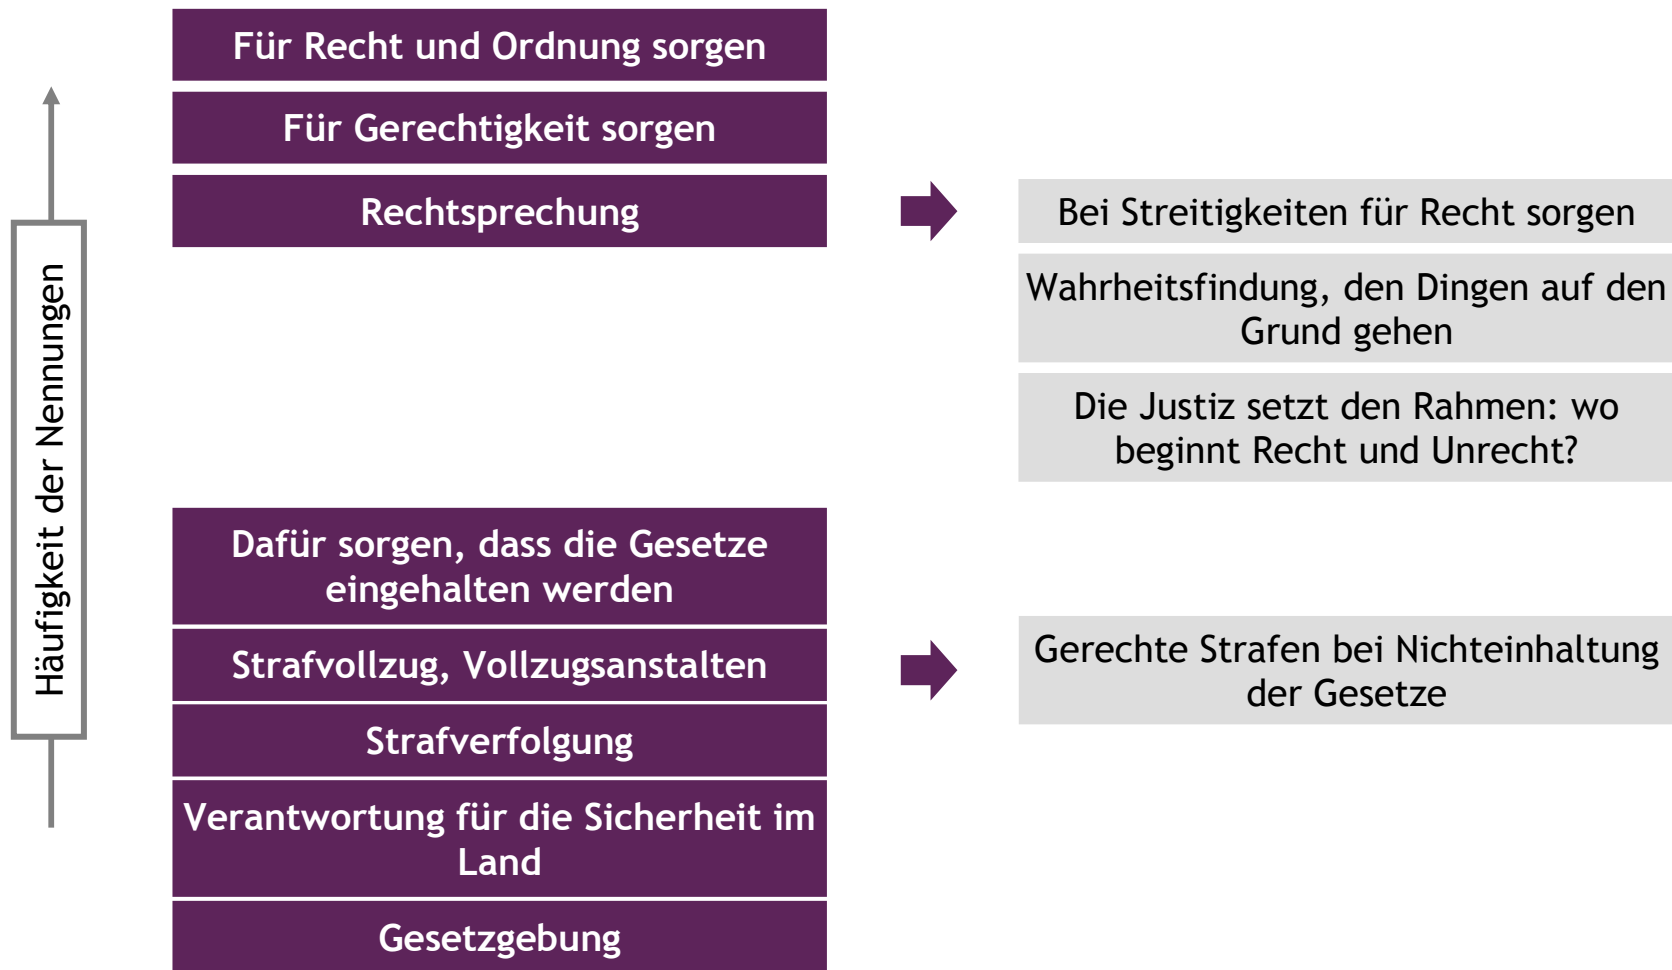 Für Recht und Ordnung sorgen
Für Gerechtigkeit sorgen
Rechtsprechung
Bei Streitigkeiten für Recht sorgen
Wahrheitsfindung, den Dingen auf den
Grund gehen
Die Justiz setzt den Rahmen: wo
beginnt Recht und Unrecht?
Häufigkeit der Nennungen
Dafür sorgen, dass die Gesetze
eingehalten werden
Strafvollzug, Vollzugsanstalten
Gerechte Strafen bei Nichteinhaltung
der Gesetze
Strafverfolgung
Verantwortung für die Sicherheit im
Land
Gesetzgebung